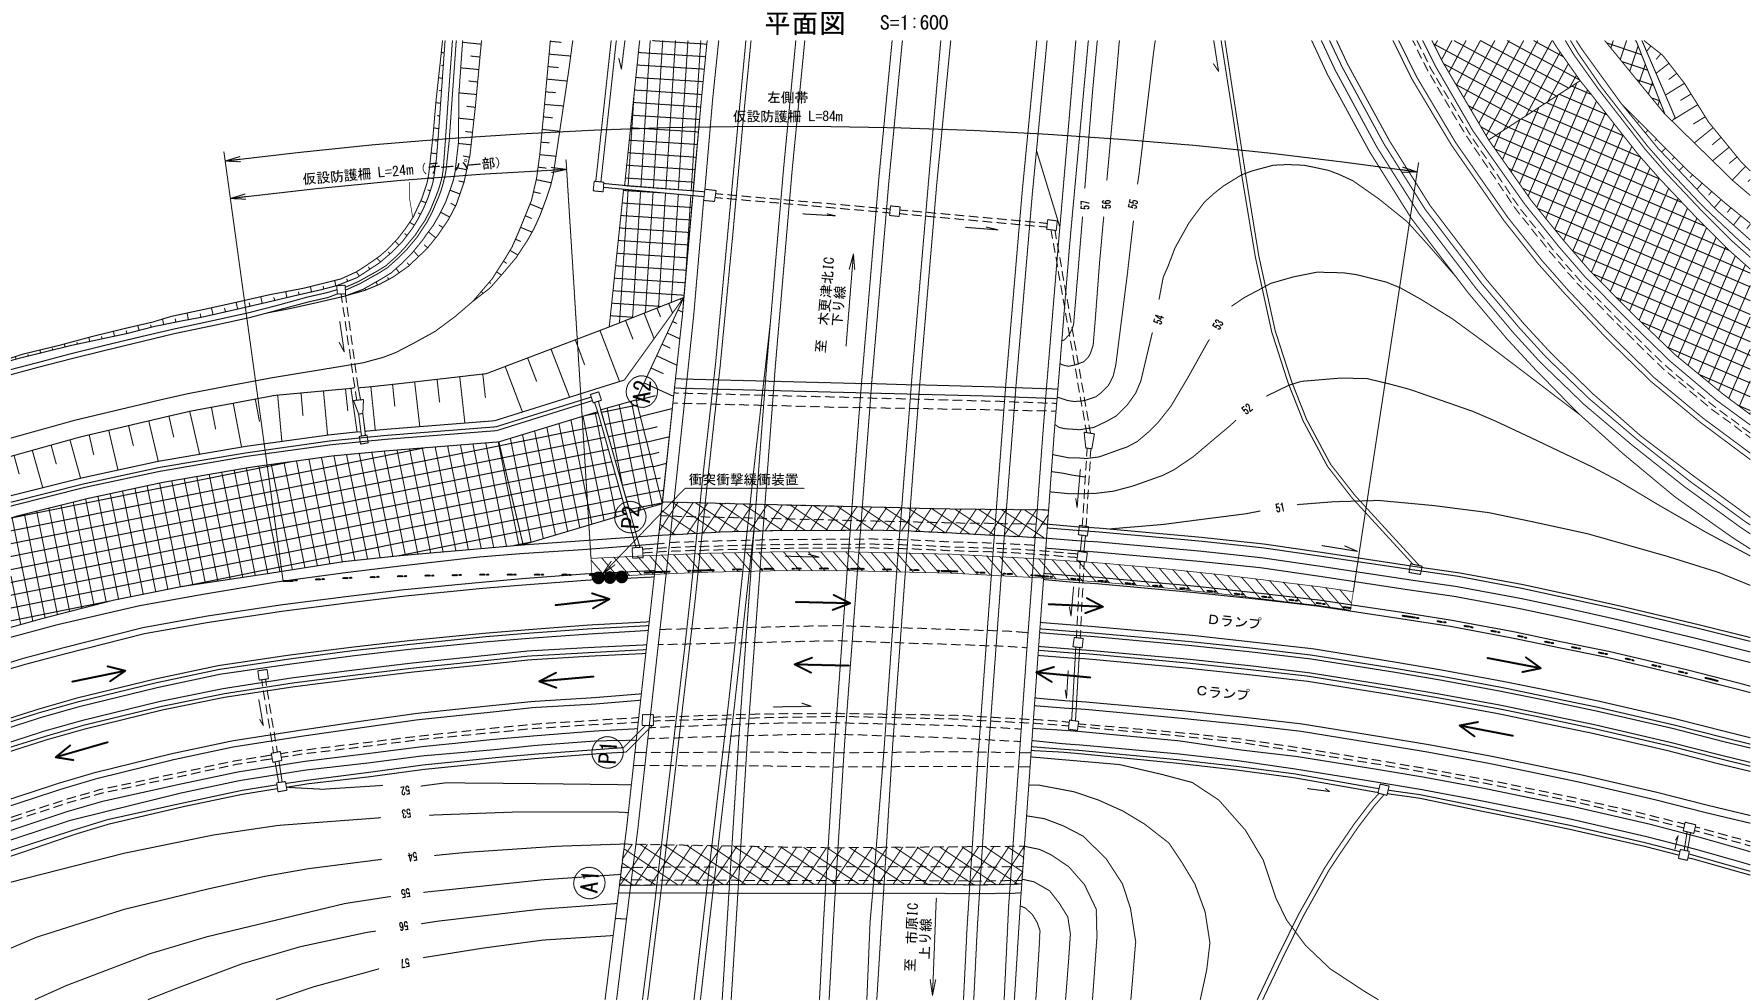 平面図 S=1:600
左側帯
仮設防護柵 L=84m
仮設防護柵 L=24m（テーパー部）
57
56
55
54
53
52
51
至 木更津北IC
下り線
A2
衝突衝撃緩衝装置
P2
Dランプ
Cランプ
P1
52
53
54
55
56
57
A1
至 市原IC
上り線